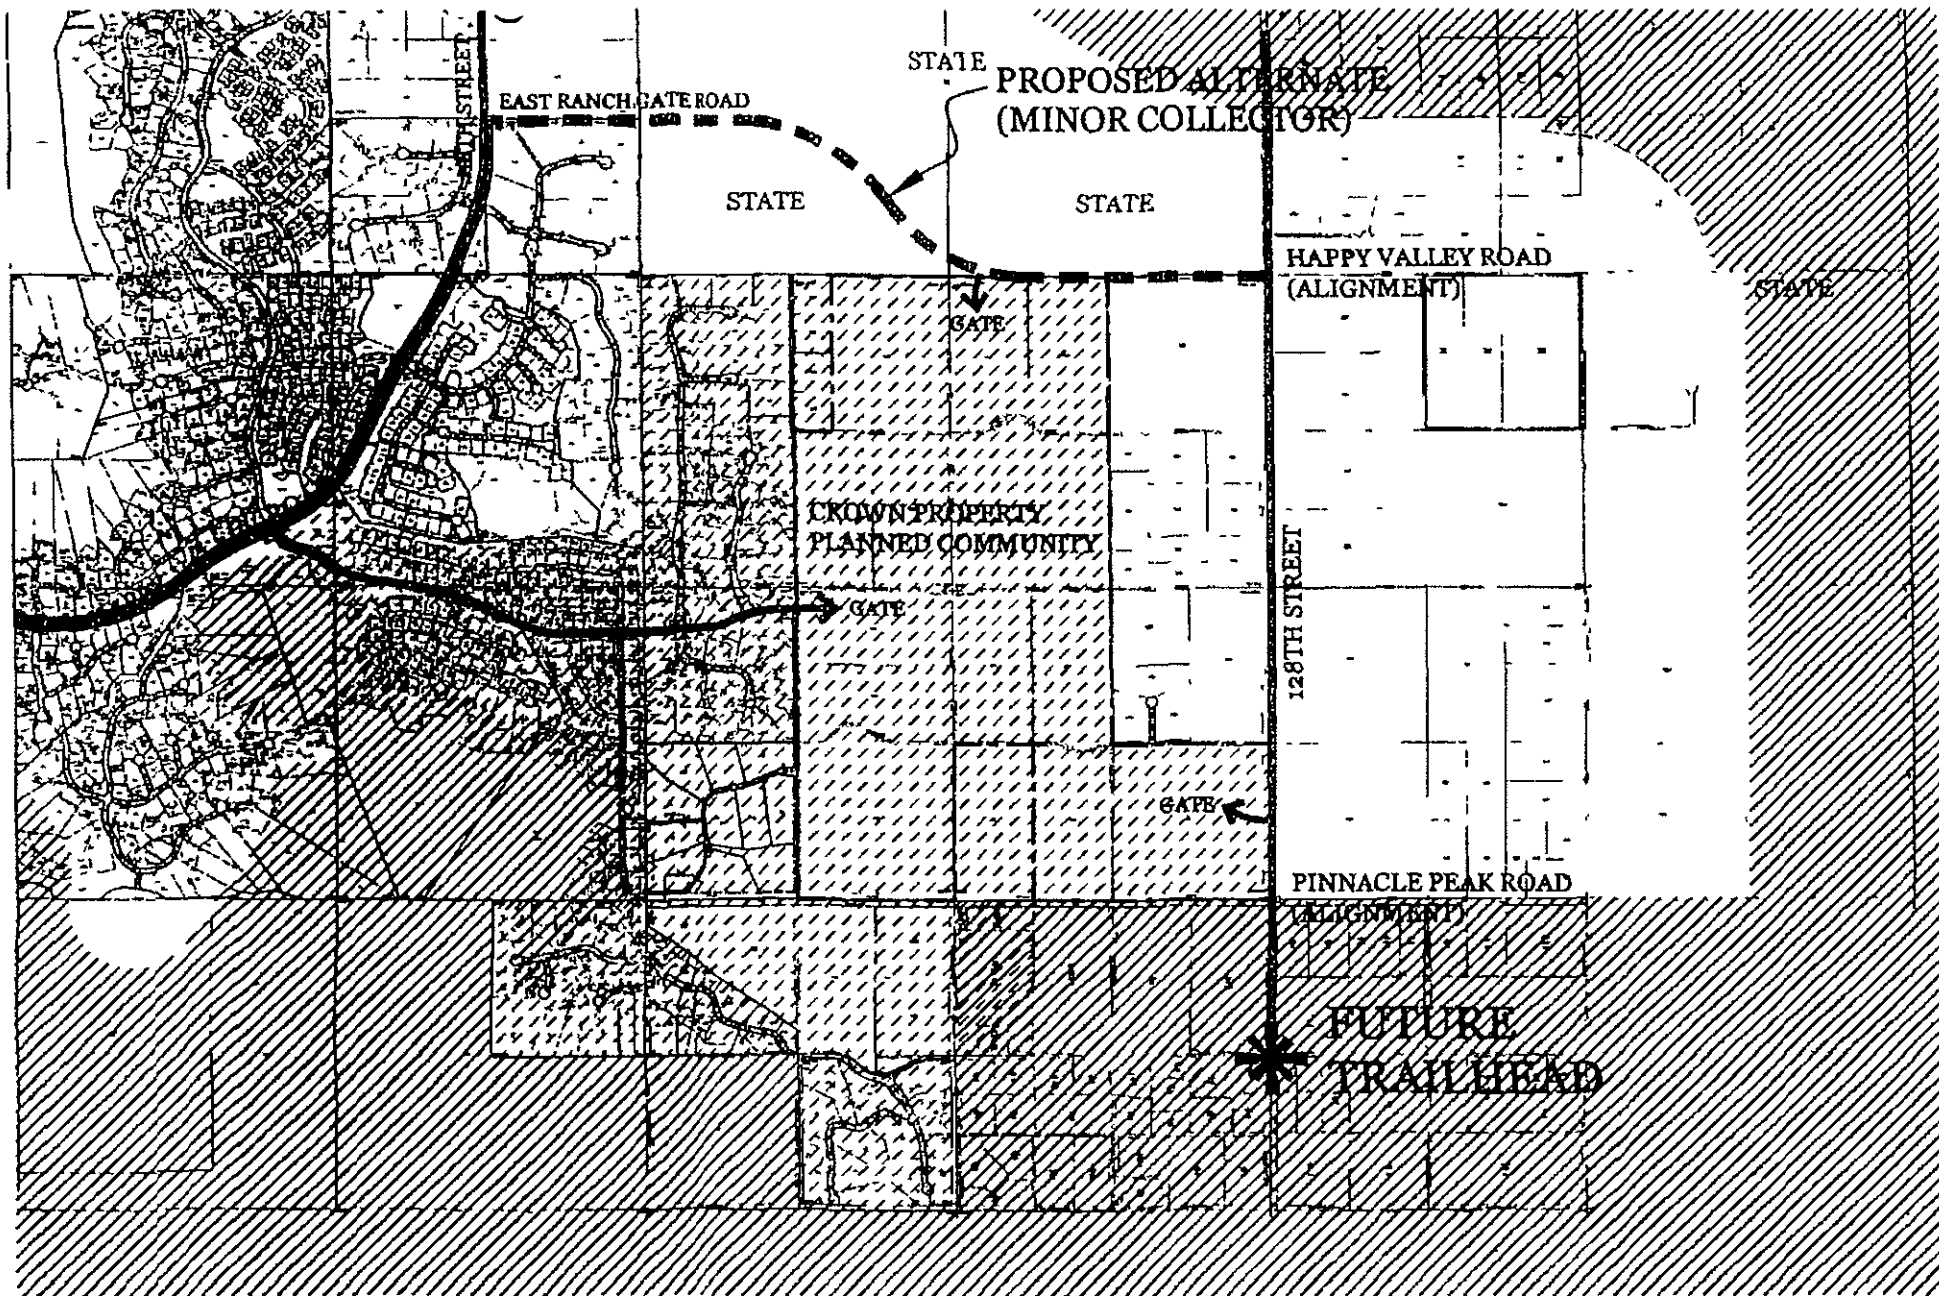 STATE
PROPOSED ALTERNATE
(MINOR COLLECTOR)
EAST RANCH GATE ROAD
STREET
STATE
STATE
HAPPY VALLEY ROAD
(ALIGNMENT)
STATE
GATE
CROWN PROPERTY
PLANNED COMMUNITY
GATE
128TH STREET
GATE
PINNACLE PEAK ROAD
(ALIGNMENT)
FUTURE
TRAILHEAD